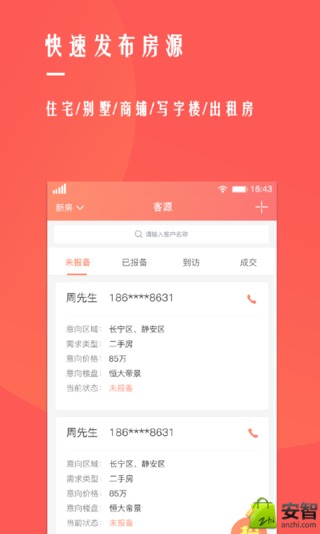 快速发布房源
住宅/别墅/商铺/写字楼/出租房
16:43
新房
客源
请输入客户名称
未报备 已报备 到访 成交
周先生 186****8631
意向区域： 长宁区、静安区
需求类型： 二手房
意向价格： 85万
意向楼盘： 恒大帝景
当前状态： 未报备
周先生 186****8631
意向区域： 长宁区、静安区
需求类型： 二手房
意向价格： 85万
意向楼盘： 恒大帝景
当前状态： 未报备
安智
anzhi.com